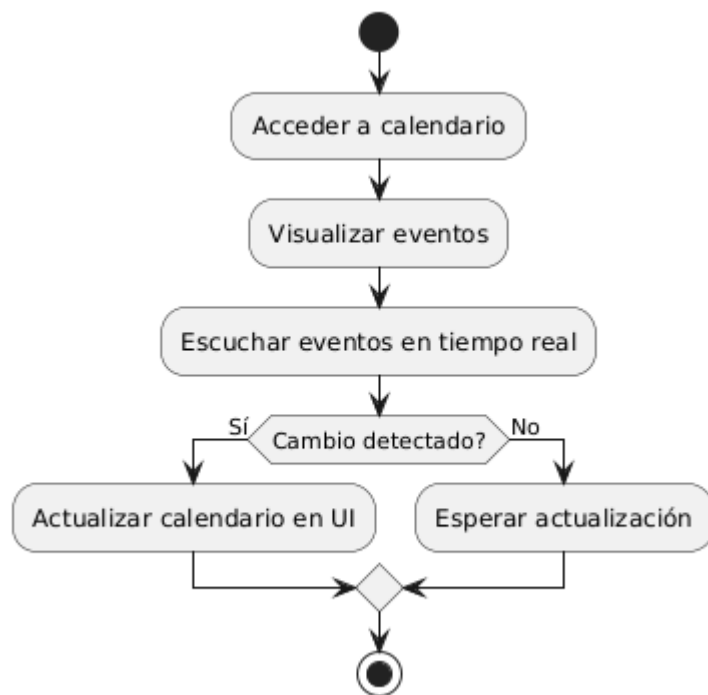 Acceder a calendario
Visualizar eventos
Escuchar eventos en tiempo real
Sí
Cambio detectado?
No
Actualizar calendario en UI
Esperar actualización